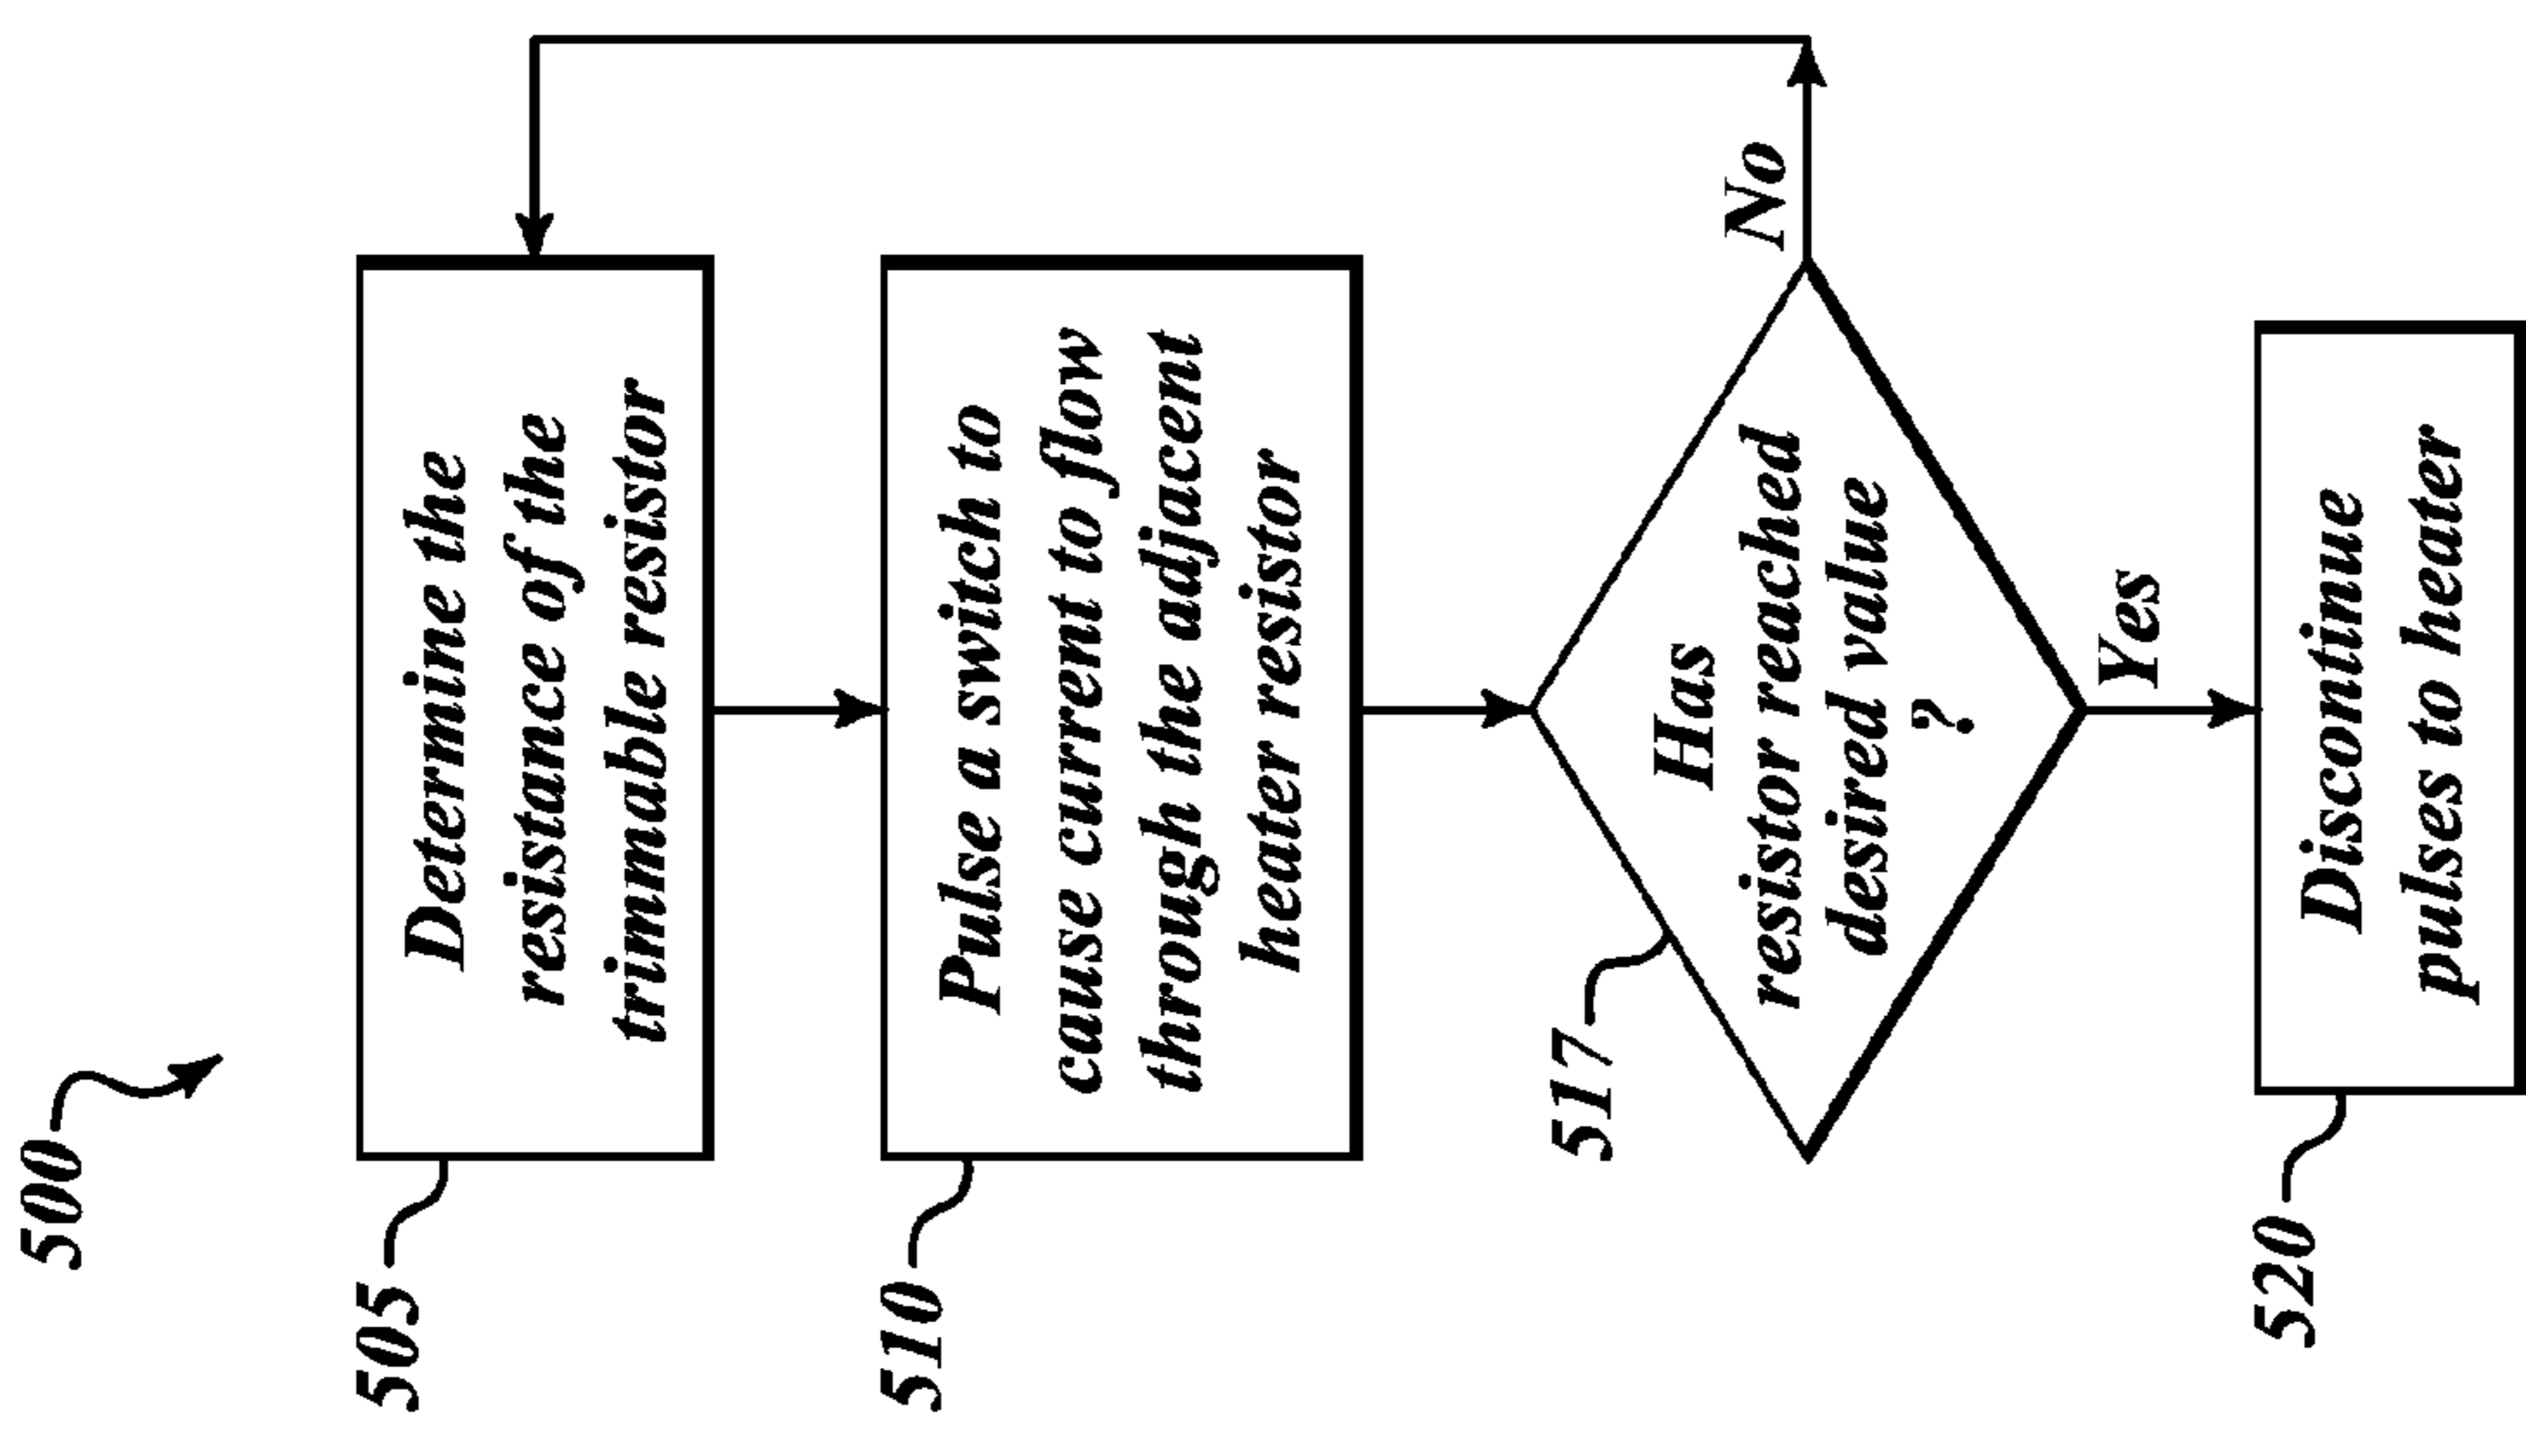 500
505
Determine the
resistance of the
trimmable resistor
510
Pulse a switch to
cause current to flow
through the adjacent
heater resistor
517
Has
resistor reached
desired value
?
No
Yes
520
Discontinue
pulses to heater